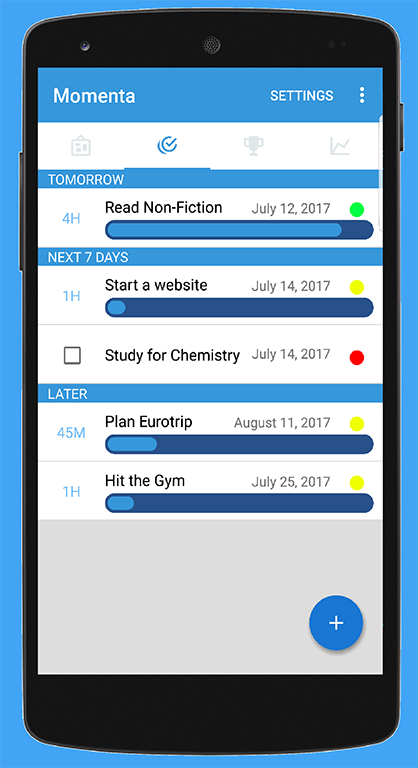 Momenta SETTINGS
TOMORROW
4H Read Non-Fiction July 12, 2017
NEXT 7 DAYS
1H Start a website July 14, 2017
Study for Chemistry July 14, 2017
LATER
45M Plan Eurotrip August 11, 2017
1H Hit the Gym July 25, 2017